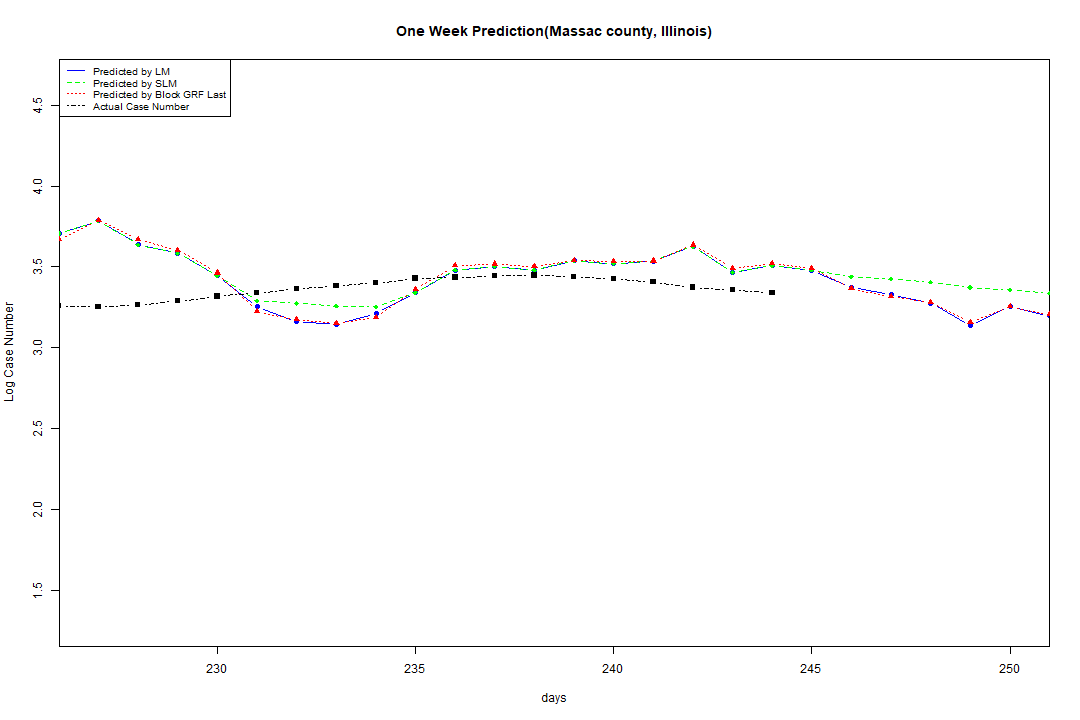 One Week Prediction(Massac county, Illinois)
Predicted by LM
Predicted by SLM
Predicted by Block GRF Last
Actual Case Number
Log Case Number
4.5
4.0
3.5
3.0
2.5
2.0
1.5
230 235 240 245 250
days